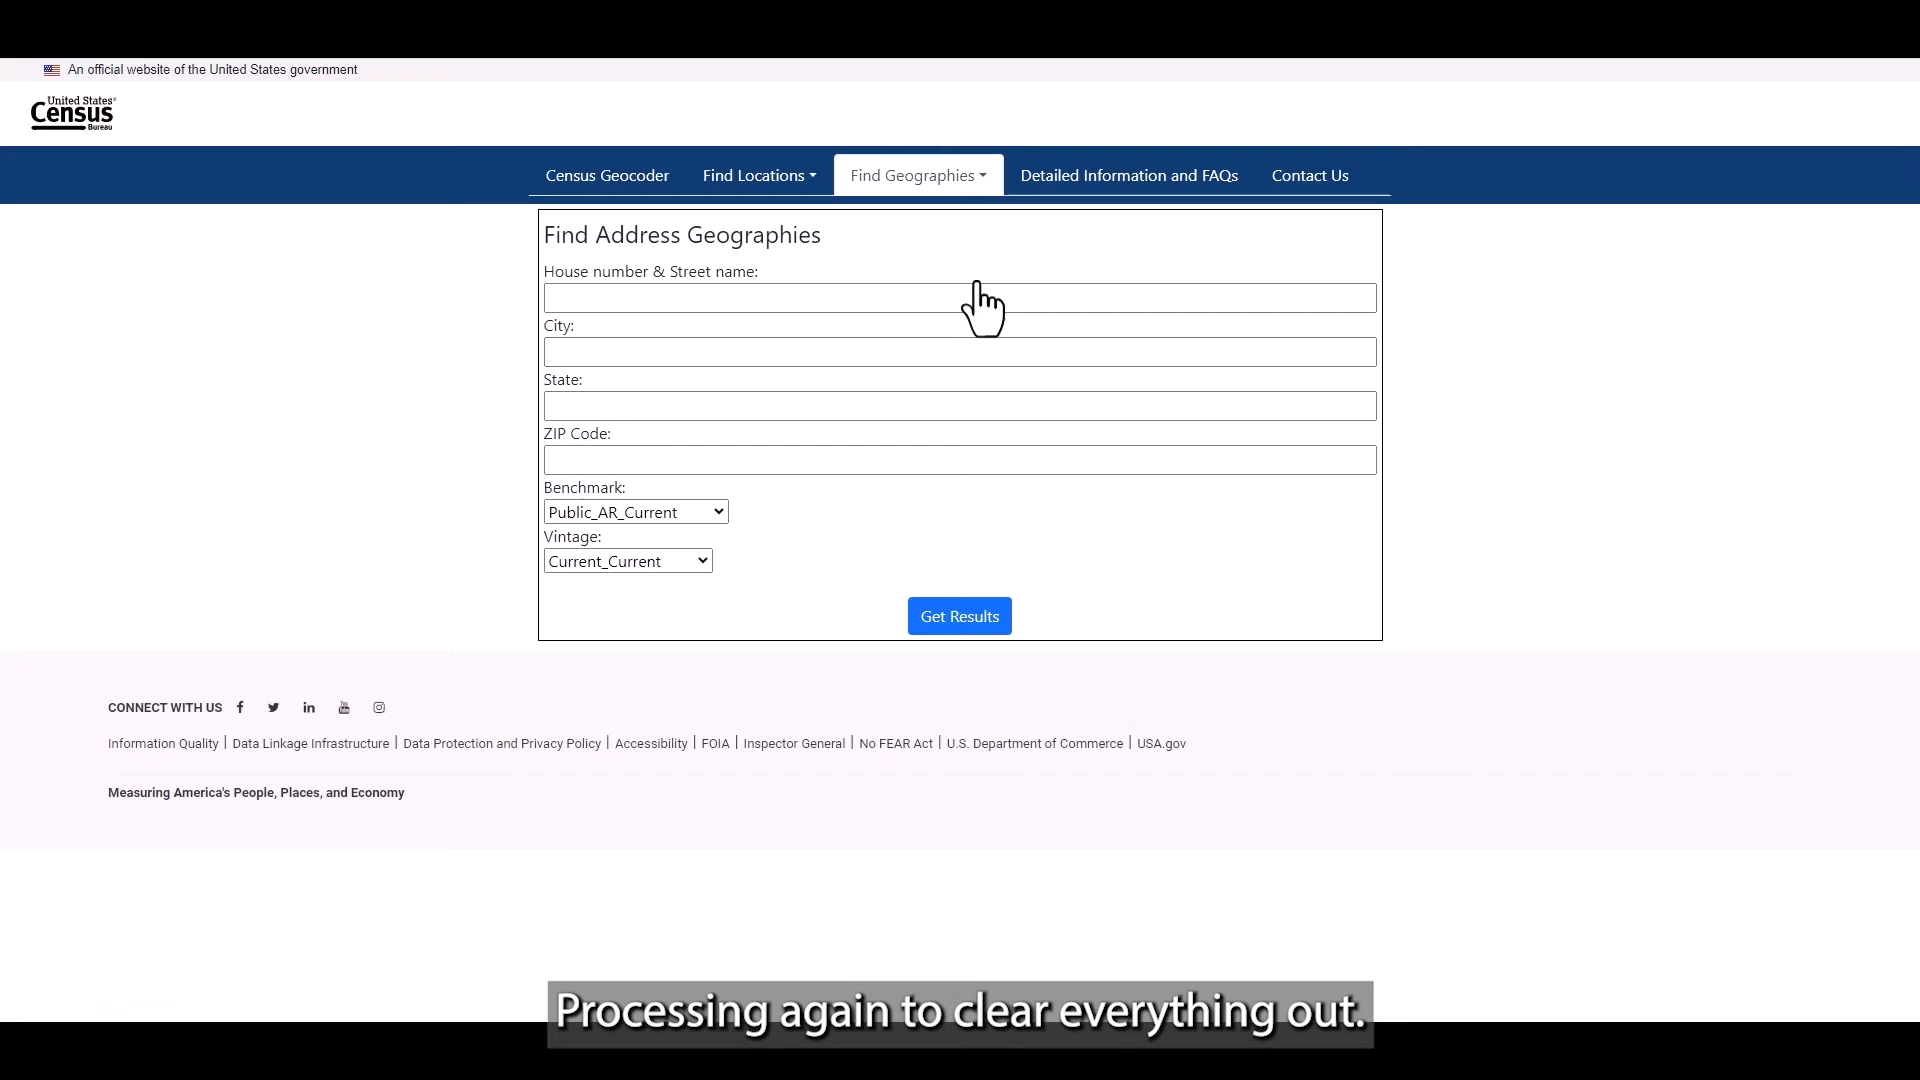 An official website of the United States government
United States®
Census
Bureau
Census Geocoder Find Locations Find Geographies Detailed Information and FAQs Contact Us
Find Address Geographies
House number & Street name:
City:
State:
ZIP Code:
Benchmark:
Public_AR_Current
Vintage:
Current_Current
Get Results
CONNECT WITH US
Information Quality | Data Linkage Infrastructure | Data Protection and Privacy Policy | Accessibility | FOIA | Inspector General | No FEAR Act | U.S. Department of Commerce | USA.gov
Measuring America's People, Places, and Economy
Processing again to clear everything out.